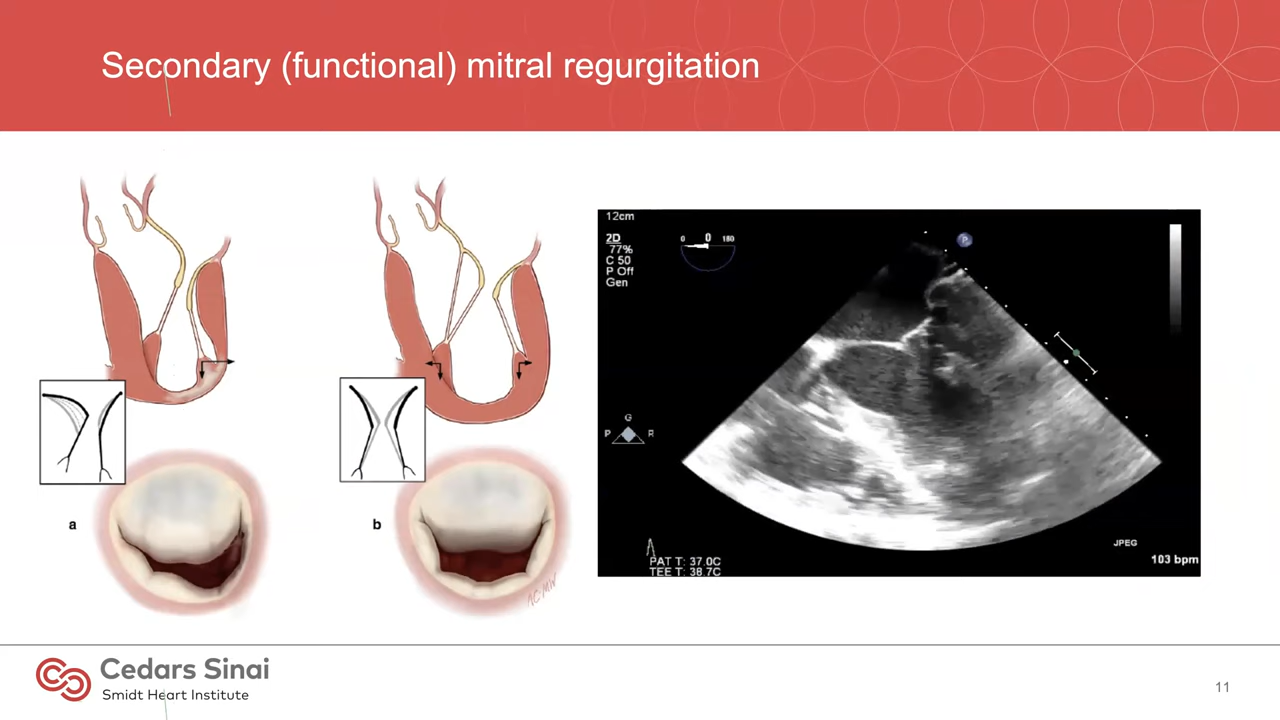 Secondary (functional) mitral regurgitation
a
b
12cm
2D
77%
C 50
P Off
Gen
0 0 180
P
G
P R
PAT T: 37.0C
TEE T: 38.7C
JPEG
103 bpm
Cedars Sinai
Smidt Heart Institute
11